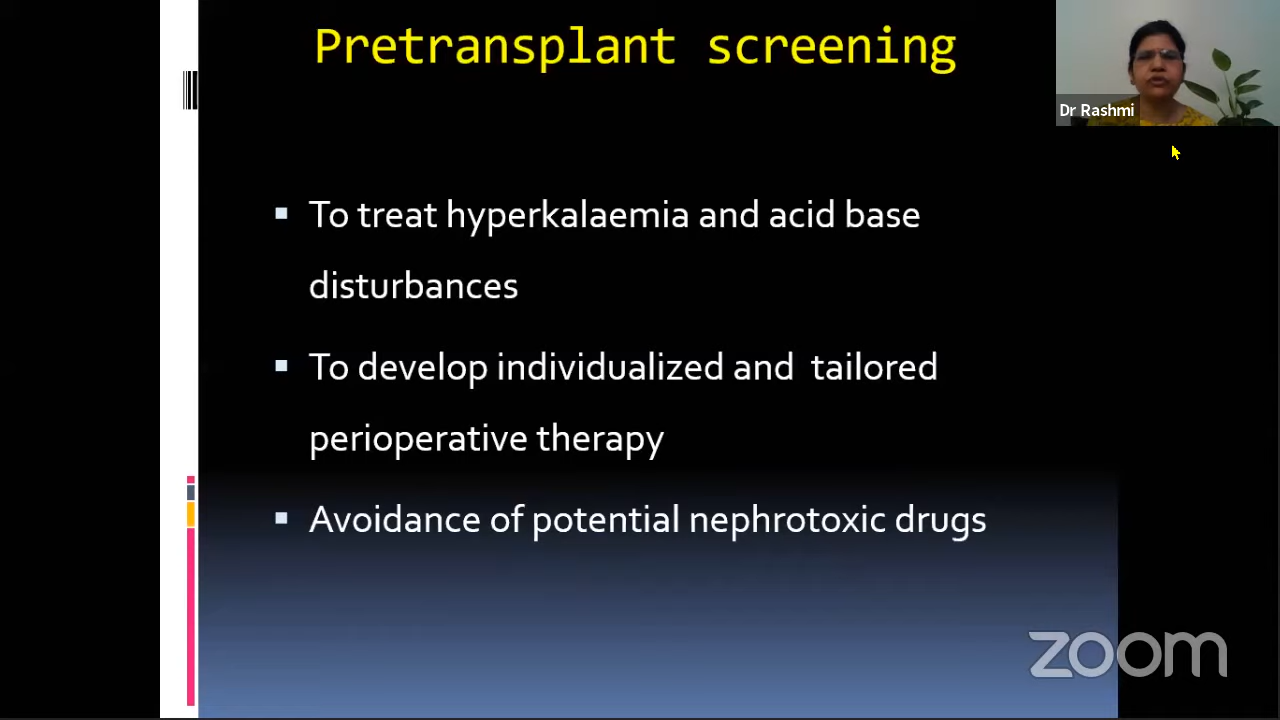 Pretransplant screening
Dr Rashmi
To treat hyperkalaemia and acid base
disturbances
To develop individualized and tailored
perioperative therapy
Avoidance of potential nephrotoxic drugs
zoom